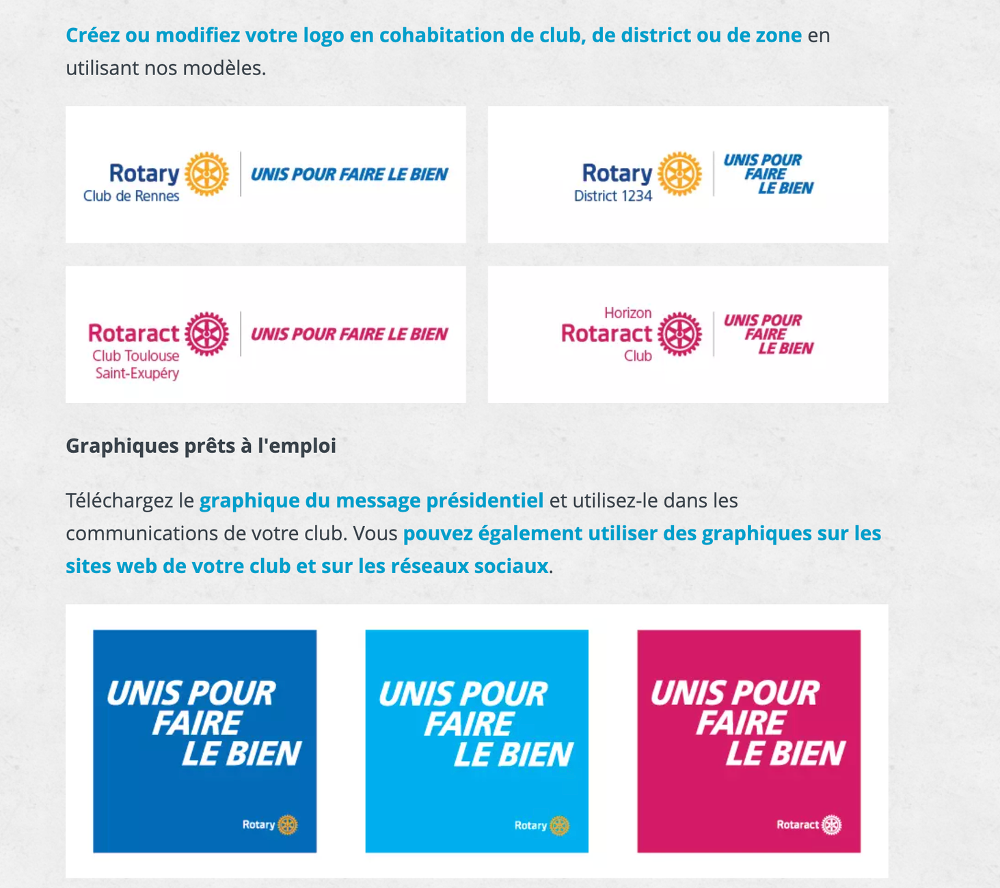 Créez ou modifiez votre logo en cohabitation de club, de district ou de zone en
utilisant nos modèles.
Rotary
Club de Rennes
UNIS POUR FAIRE LE BIEN
Rotary
District 1234
UNIS POUR
FAIRE
LE BIEN
Rotaract
Club Toulouse
Saint-Exupéry
UNIS POUR FAIRE LE BIEN
Horizon
Rotaract
Club
UNIS POUR
FAIRE
LE BIEN
Graphiques prêts à l'emploi
Téléchargez le graphique du message présidentiel et utilisez-le dans les
communications de votre club. Vous pouvez également utiliser des graphiques sur les
sites web de votre club et sur les réseaux sociaux.
UNIS POUR
FAIRE
LE BIEN
Rotary
UNIS POUR
FAIRE
LE BIEN
Rotary
UNIS POUR
FAIRE
LE BIEN
Rotaract